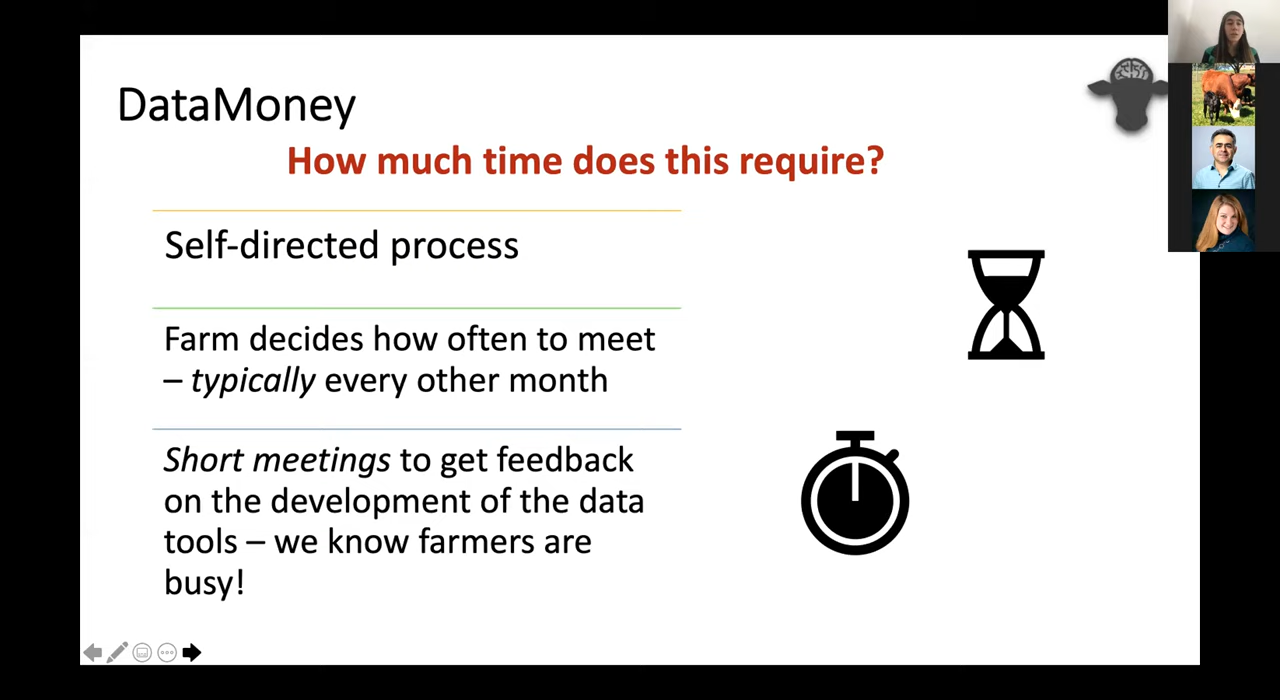 DataMoney
How much time does this require?
Self-directed process
Farm decides how often to meet
– typically every other month
Short meetings to get feedback
on the development of the data
tools – we know farmers are
busy!